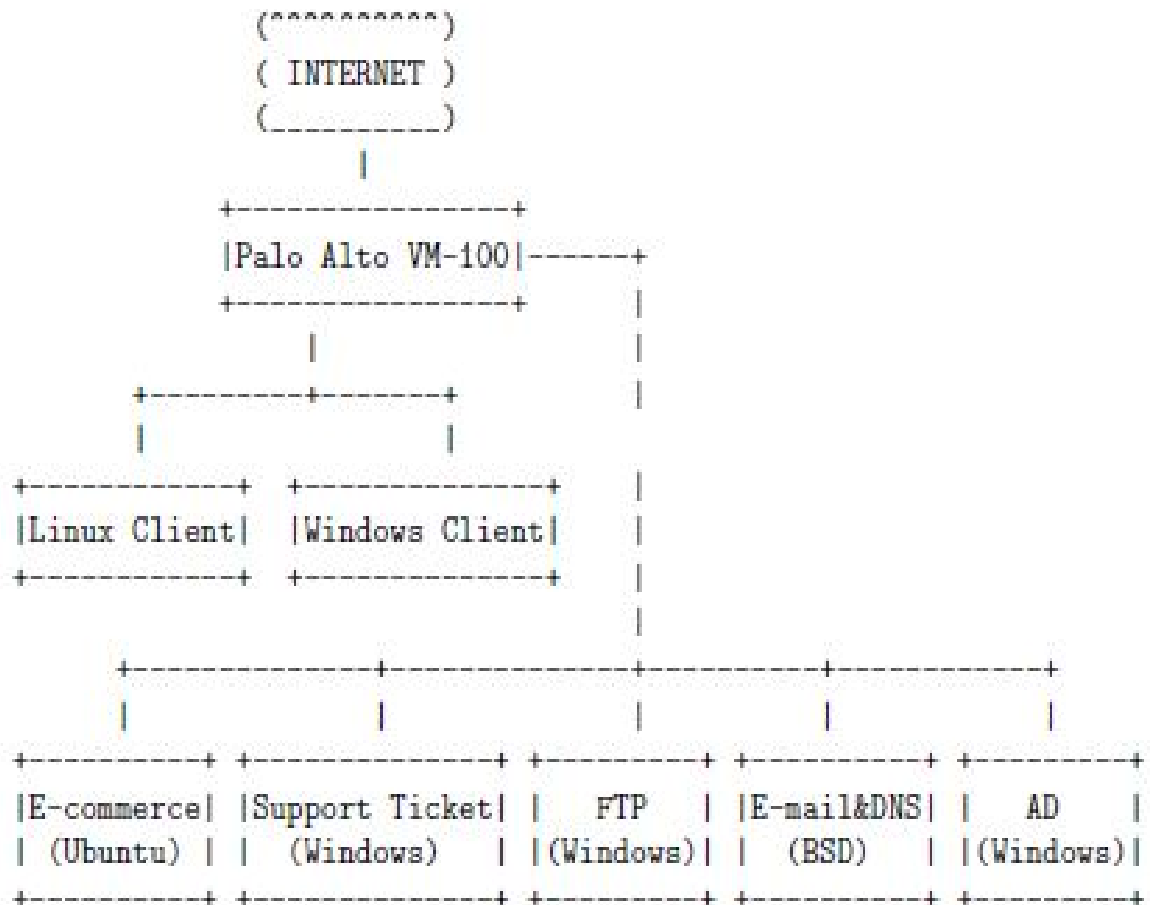 ( INTERNET )
|Palo Alto VM-100|
|Linux Client| |Windows Client|
|E-commerce| |Support Ticket| | FTP | |E-mail&DNS| | AD |
| (Ubuntu) | | (Windows) | |(Windows)| | (BSD) | |(Windows)|